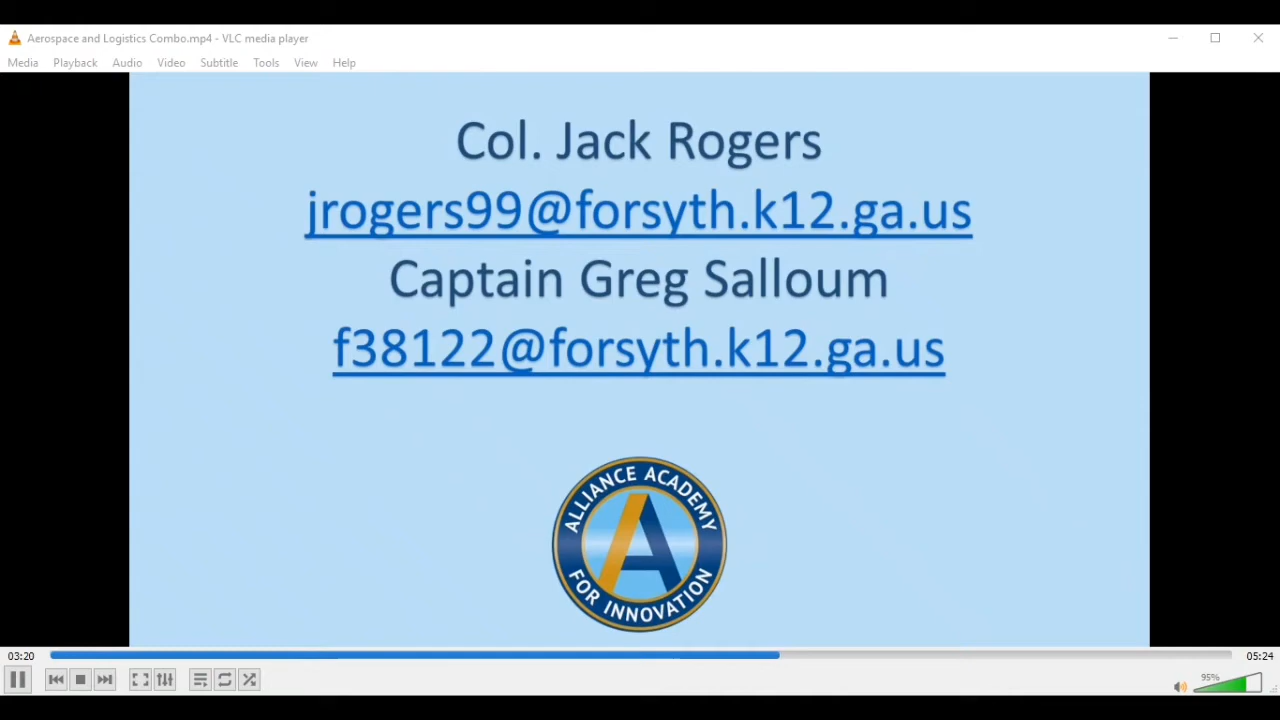 Aerospace and Logistics Combo.mp4 - VLC media player
Media Playback Audio Video Subtitle Tools View Help
Col. Jack Rogers
jrogers99@forsyth.k12.ga.us
Captain Greg Salloum
f38122@forsyth.k12.ga.us
ALLIANCE ACADEMY
A
FOR INNOVATION
03:20
05:24
95%